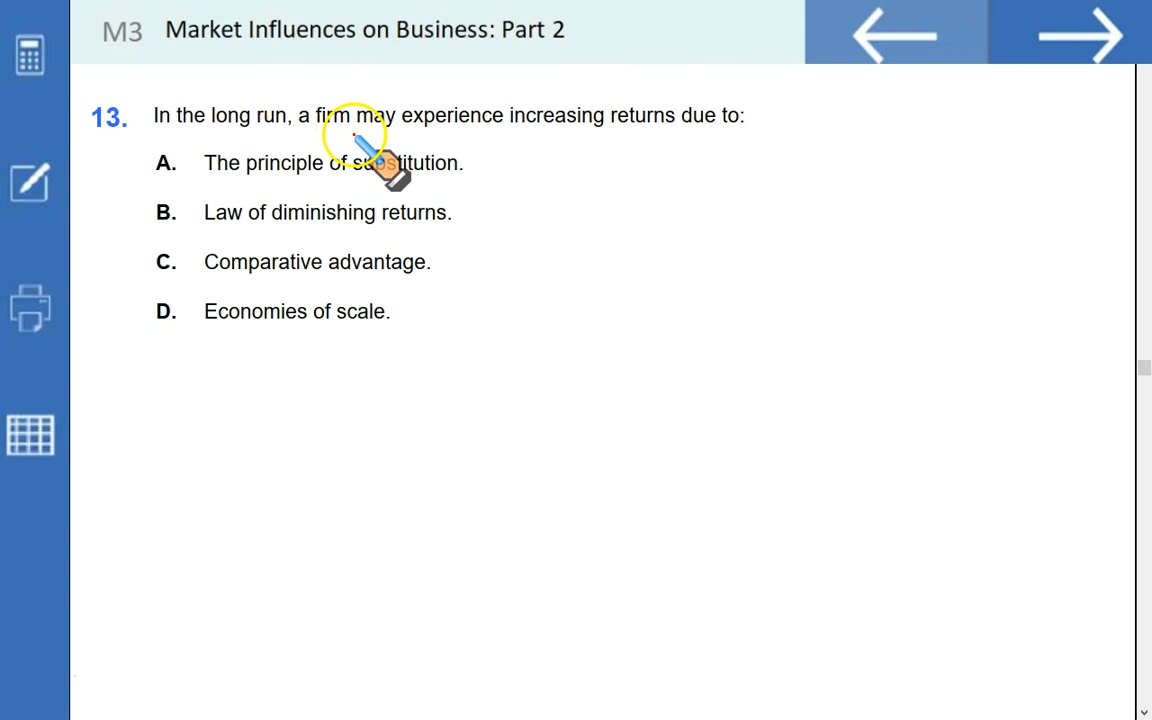 M3 Market Influences on Business: Part 2
13. In the long run, a firm may experience increasing returns due to:
A. The principle of substitution.
B. Law of diminishing returns.
C. Comparative advantage.
D. Economies of scale.